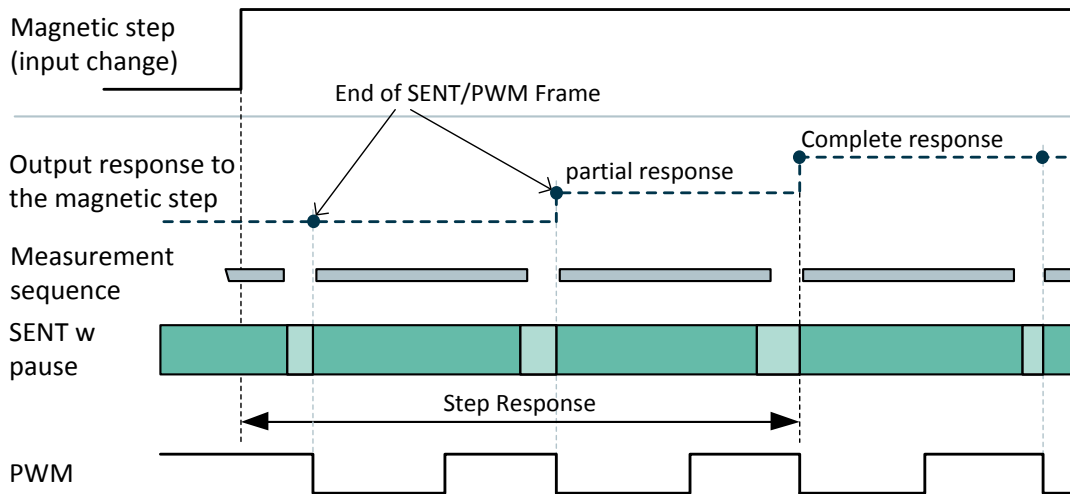 Magnetic step
(input change)
End of SENT/PWM Frame
Complete response
Output response to
the magnetic step
partial response
Measurement
sequence
SENT w
pause
Step Response
PWM